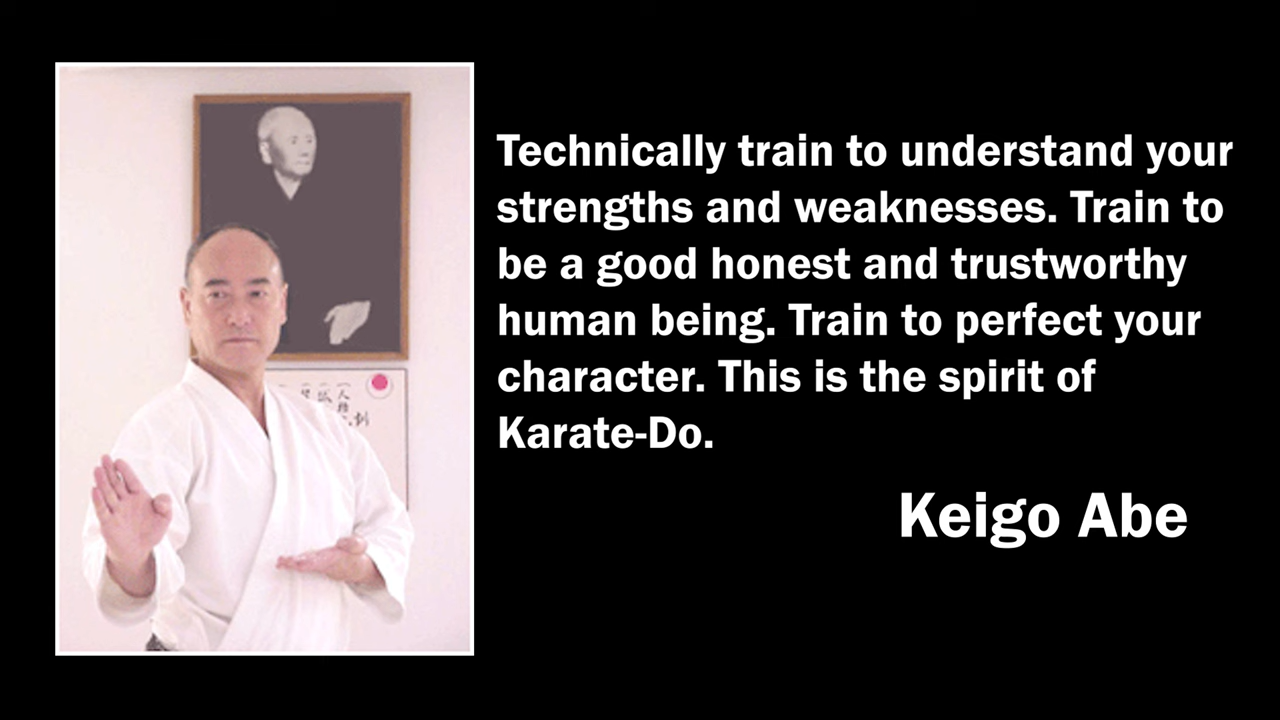 Technically train to understand your
strengths and weaknesses. Train to
be a good honest and trustworthy
human being. Train to perfect your
character. This is the spirit of
Karate-Do.
Keigo Abe